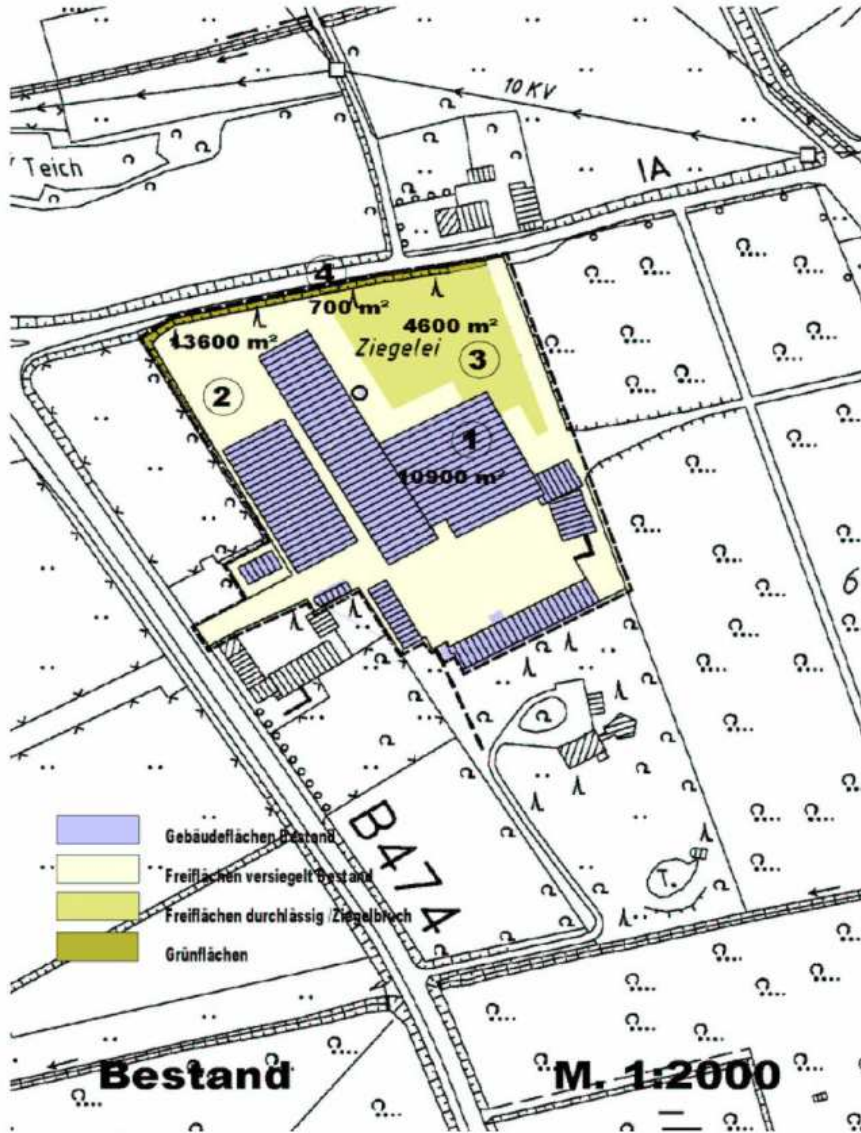 10 KV
Teich
IA
4
700 m²
13600 m²
4600 m²
Ziegelei
3
2
1
10900 m²
6
B474
T.
Gebäudeflächen Bestand
Freiflächen versiegelt Bestand
Freiflächen durchlässig /Ziegelbruch
Grünflächen
Bestand M. 1:2000